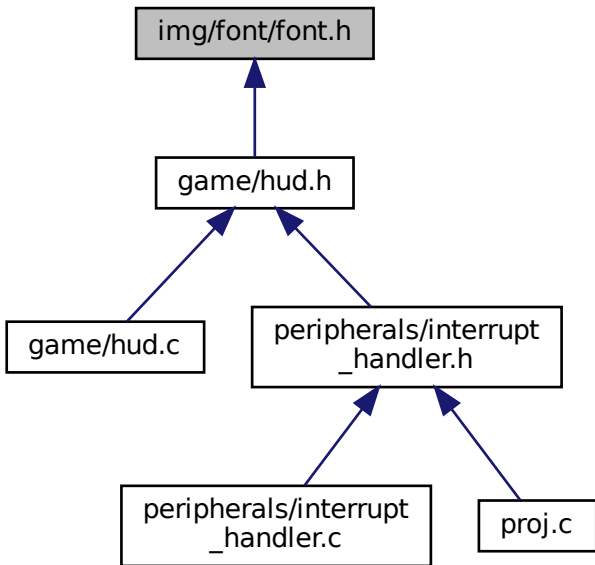 img/font/font.h
game/hud.h
game/hud.c
peripherals/interrupt
_handler.h
peripherals/interrupt
_handler.c
proj.c